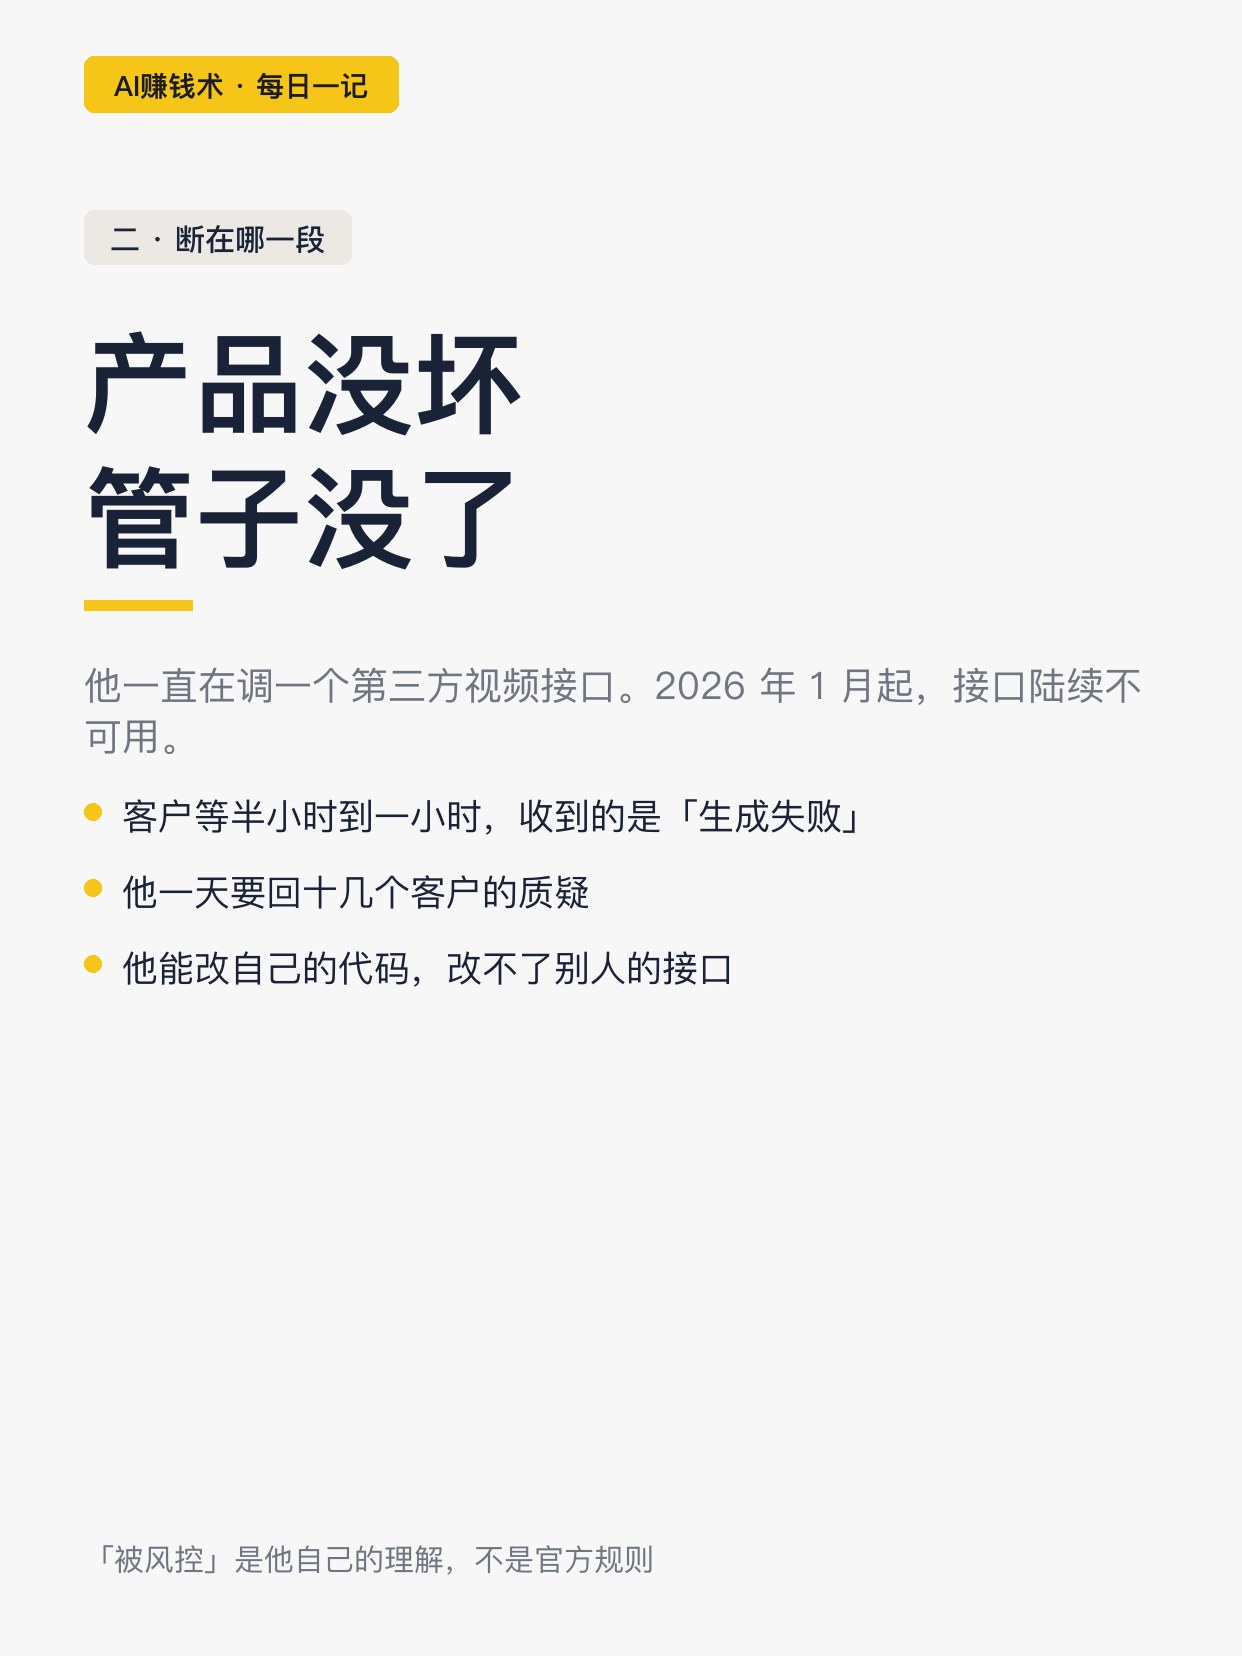 AI赚钱术 · 每日一记
二 · 断在哪一段
产品没坏
管子没了
他一直在调一个第三方视频接口。2026 年 1 月起，接口陆续不
可用。
客户等半小时到一小时，收到的是「生成失败」
他一天要回十几个客户的质疑
他能改自己的代码，改不了别人的接口
「被风控」是他自己的理解，不是官方规则